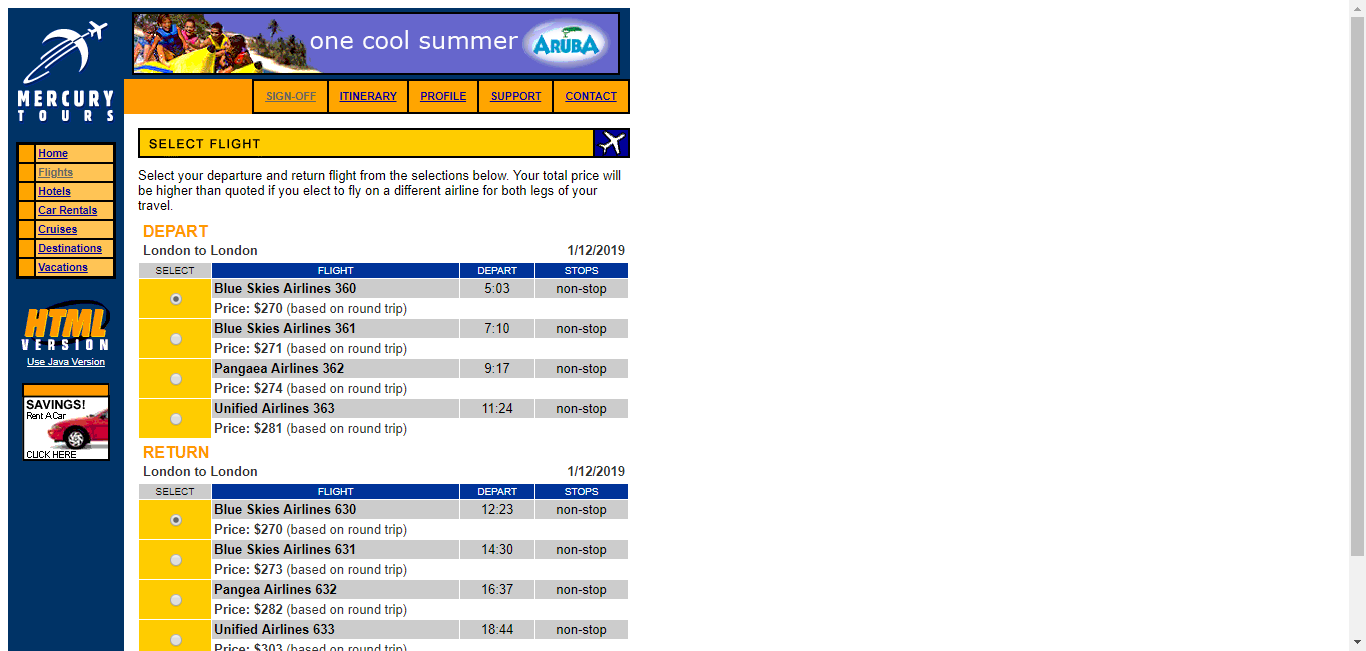 MERCURY
TOURS
one cool summer ARUBA
SIGN-OFF ITINERARY PROFILE SUPPORT CONTACT
Home
Flights
Hotels
Car Rentals
Cruises
Destinations
Vacations
HTML
VERSION
Use Java Version
SAVINGS!
Rent A Car
CLICK HERE
SELECT FLIGHT
Select your departure and return flight from the selections below. Your total price will
be higher than quoted if you elect to fly on a different airline for both legs of your
travel.
DEPART
London to London 1/12/2019
SELECT FLIGHT DEPART STOPS
Blue Skies Airlines 360 5:03 non-stop
Price: $270 (based on round trip)
Blue Skies Airlines 361 7:10 non-stop
Price: $271 (based on round trip)
Pangaea Airlines 362 9:17 non-stop
Price: $274 (based on round trip)
Unified Airlines 363 11:24 non-stop
Price: $281 (based on round trip)
RETURN
London to London 1/12/2019
SELECT FLIGHT DEPART STOPS
Blue Skies Airlines 630 12:23 non-stop
Price: $270 (based on round trip)
Blue Skies Airlines 631 14:30 non-stop
Price: $273 (based on round trip)
Pangea Airlines 632 16:37 non-stop
Price: $282 (based on round trip)
Unified Airlines 633 18:44 non-stop
Price: $303 (based on round trip)